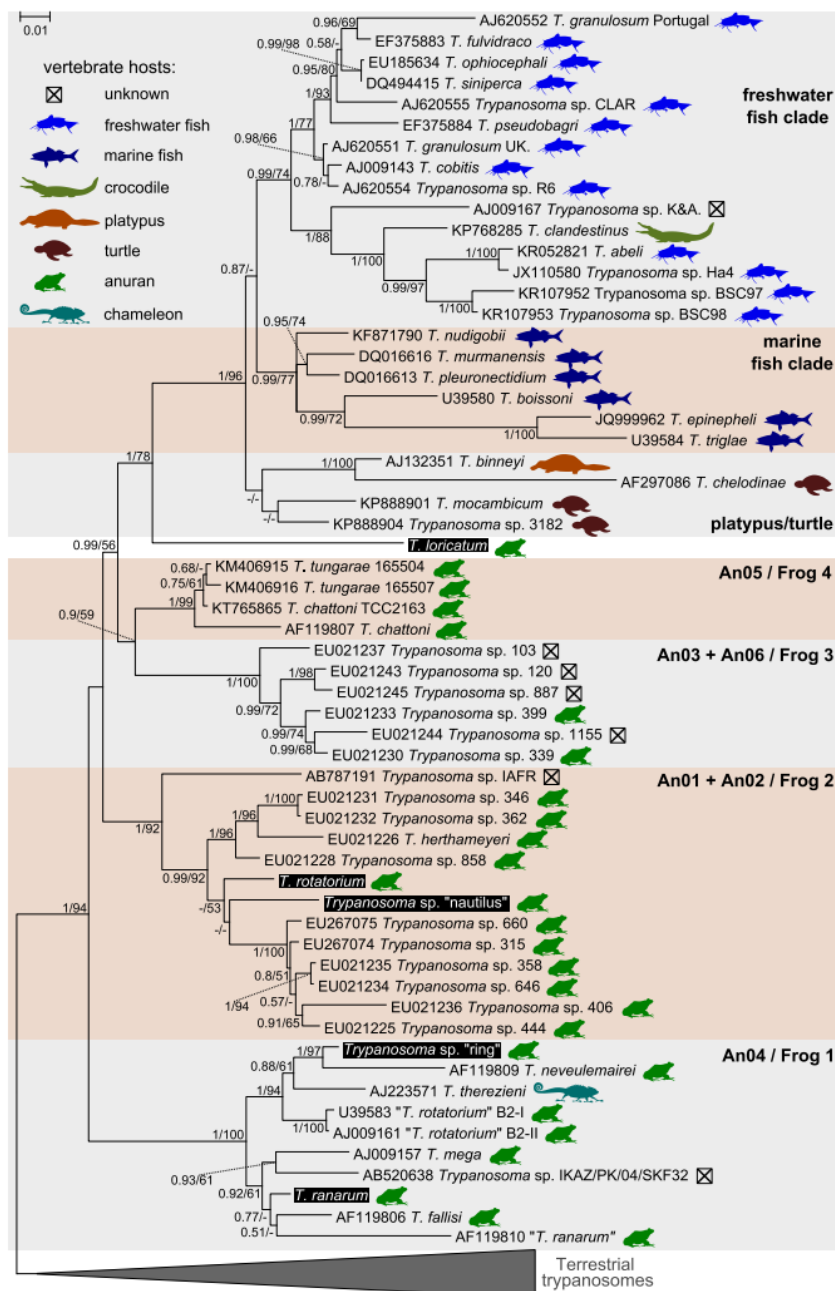 0.01
vertebrate hosts:
unknown
freshwater fish
marine fish
crocodile
platypus
turtle
anuran
chameleon
0.96/69
AJ620552 T. granulosum Portugal
0.58/-
0.99/98
EF375883 T. fulvidraco
EU185634 T. ophiocephali
0.95/80
DQ494415 T. siniperca
1/93
AJ620555 Trypanosoma sp. CLAR
freshwater
fish clade
1/77
EF375884 T. pseudobagri
0.98/66
AJ620551 T. granulosum UK.
AJ009143 T. cobitis
0.99/74
0.78/-
AJ620554 Trypanosoma sp. R6
AJ009167 Trypanosoma sp. K&A.
1/88
KP768285 T. clandestinus
1/100
KR052821 T. abeli
0.87/-
JX110580 Trypanosoma sp. Ha4
1/100
0.99/97
KR107952 Trypanosoma sp. BSC97
1/100
KR107953 Trypanosoma sp. BSC98
0.95/74
KF871790 T. nudigobii
marine
fish clade
DQ016616 T. murmanensis
1/96
0.99/77
DQ016613 T. pleuronectidium
U39580 T. boissoni
0.99/72
JQ999962 T. epinepheli
1/100
U39584 T. triglae
1/78
AJ132351 T. binneyi
1/100
AF297086 T. chelodinae
-/-
KP888901 T. mocambicum
-/-
KP888904 Trypanosoma sp. 3182
platypus/turtle
0.99/56
T. loricatum
0.68/-
KM406915 T. tungarae 165504
An05 / Frog 4
0.75/61
KM406916 T. tungarae 165507
0.9/59
KT765865 T. chattoni TCC2163
1/99
AF119807 T. chattoni
EU021237 Trypanosoma sp. 103
An03 + An06 / Frog 3
1/98
EU021243 Trypanosoma sp. 120
1/100
EU021245 Trypanosoma sp. 887
0.99/72
EU021233 Trypanosoma sp. 399
0.99/74
EU021244 Trypanosoma sp. 1155
0.99/68
EU021230 Trypanosoma sp. 339
AB787191 Trypanosoma sp. IAFR
An01 + An02 / Frog 2
1/100
EU021231 Trypanosoma sp. 346
1/96
EU021232 Trypanosoma sp. 362
1/92
1/96
EU021226 T. herthameyeri
EU021228 Trypanosoma sp. 858
0.99/92
T. rotatorium
-/53
Trypanosoma sp. "nautilus"
1/94
-/-
EU267075 Trypanosoma sp. 660
1/100
EU267074 Trypanosoma sp. 315
0.8/51
EU021235 Trypanosoma sp. 358
EU021234 Trypanosoma sp. 646
1/94
0.57/-
EU021236 Trypanosoma sp. 406
0.91/65
EU021225 Trypanosoma sp. 444
1/97
Trypanosoma sp. "ring"
An04 / Frog 1
0.88/61
AF119809 T. neveulemairei
1/94
AJ223571 T. therezieni
U39583 "T. rotatorium" B2-I
1/100
1/100
AJ009161 "T. rotatorium" B2-II
AJ009157 T. mega
0.93/61
AB520638 Trypanosoma sp. IKAZ/PK/04/SKF32
0.92/61
T. ranarum
0.77/-
AF119806 T. fallisi
0.51/-
AF119810 "T. ranarum"
Terrestrial
trypanosomes